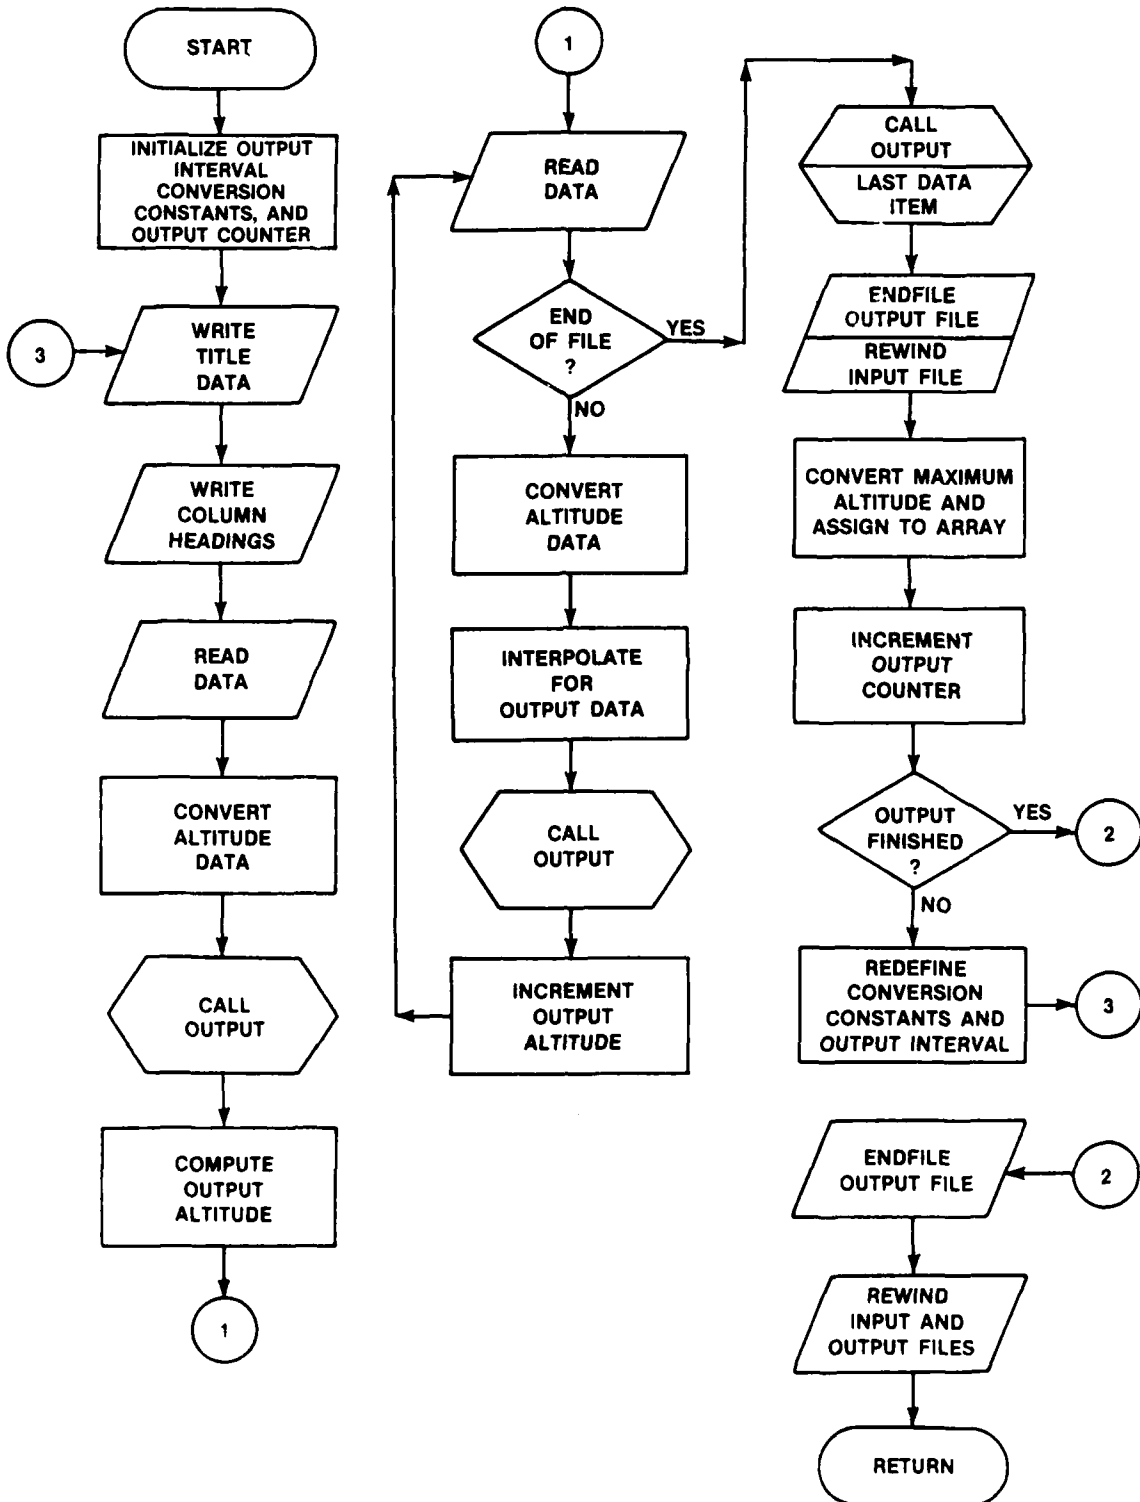 START
INITIALIZE OUTPUT
INTERVAL
CONVERSION
CONSTANTS, AND
OUTPUT COUNTER
3
WRITE
TITLE
DATA
WRITE
COLUMN
HEADINGS
READ
DATA
CONVERT
ALTITUDE
DATA
CALL
OUTPUT
COMPUTE
OUTPUT
ALTITUDE
1
1
READ
DATA
END
OF FILE
?
YES
NO
CONVERT
ALTITUDE
DATA
INTERPOLATE
FOR
OUTPUT DATA
CALL
OUTPUT
INCREMENT
OUTPUT
ALTITUDE
CALL
OUTPUT
LAST DATA
ITEM
ENDFILE
OUTPUT FILE
REWIND
INPUT FILE
CONVERT MAXIMUM
ALTITUDE AND
ASSIGN TO ARRAY
INCREMENT
OUTPUT
COUNTER
OUTPUT
FINISHED
?
YES
2
NO
REDEFINE
CONVERSION
CONSTANTS AND
OUTPUT INTERVAL
3
ENDFILE
OUTPUT FILE
2
REWIND
INPUT AND
OUTPUT FILES
RETURN